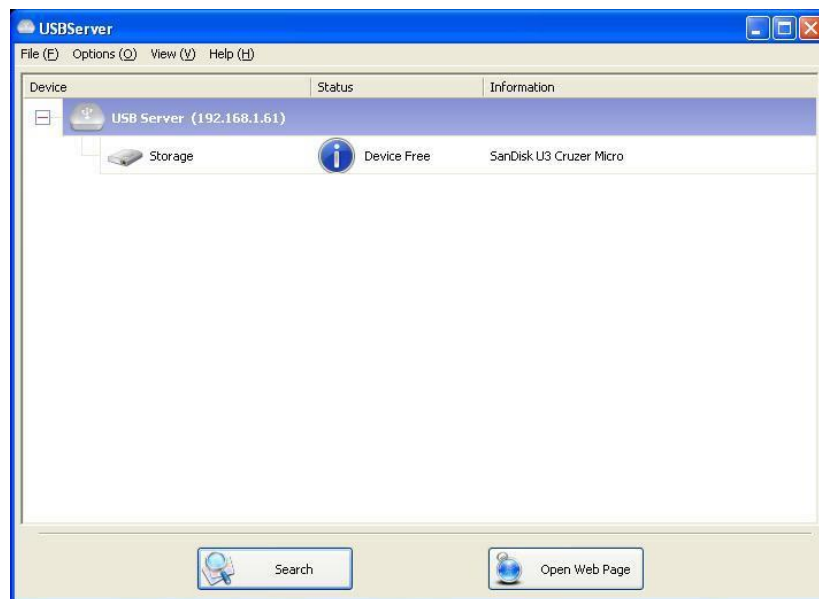 USBServer
File (F) Options (O) View (V) Help (H)
Device Status Information
USB Server (192.168.1.61)
Storage Device Free SanDisk U3 Cruzer Micro
Search Open Web Page